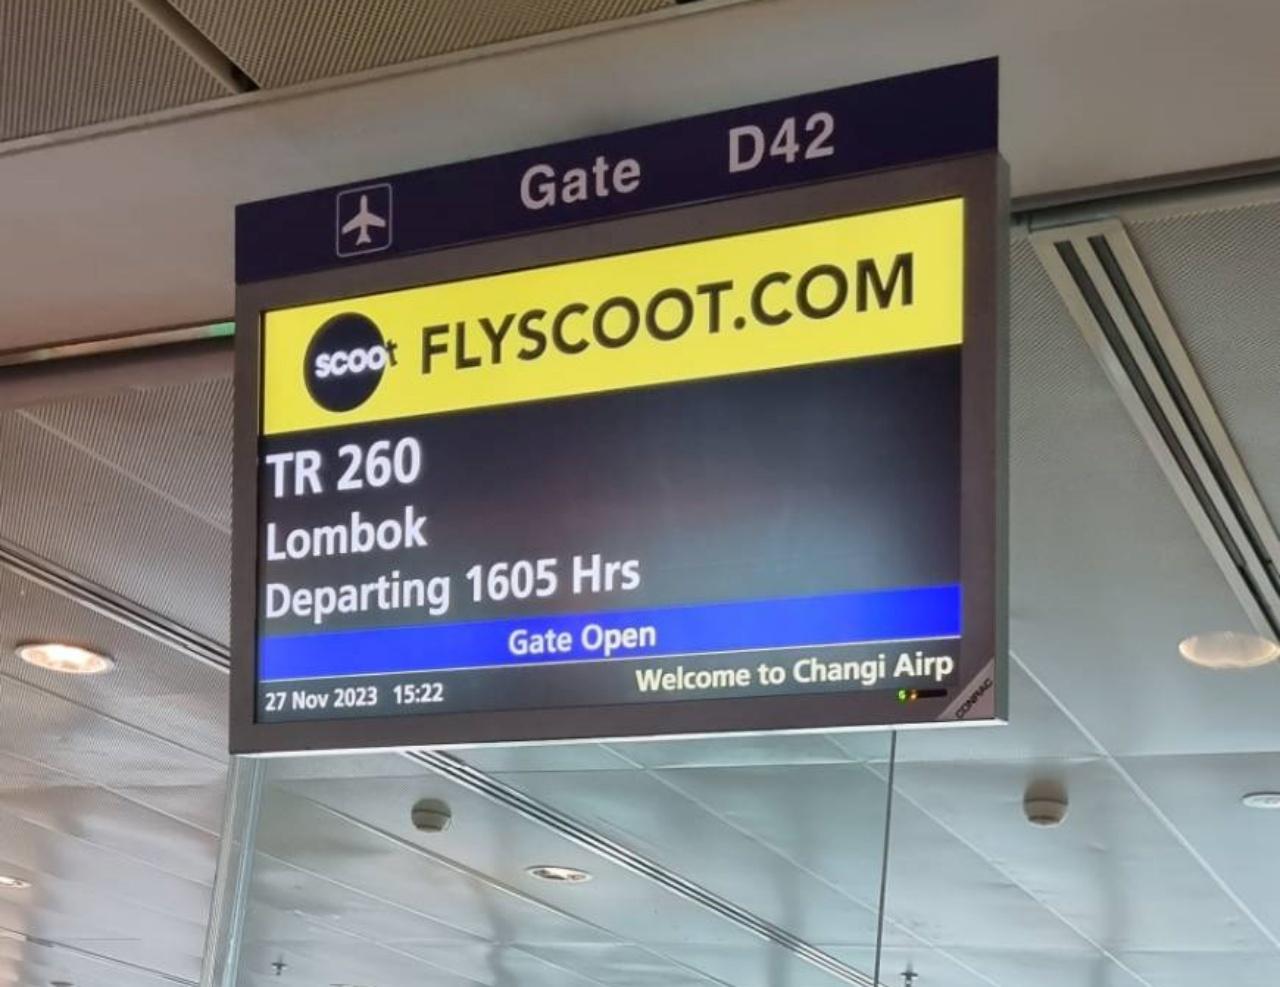 Gate D42
scoot FLYSCOOT.COM
TR 260
Lombok
Departing 1605 Hrs
Gate Open
Welcome to Changi Airp
27 Nov 2023 15:22
CONRAC